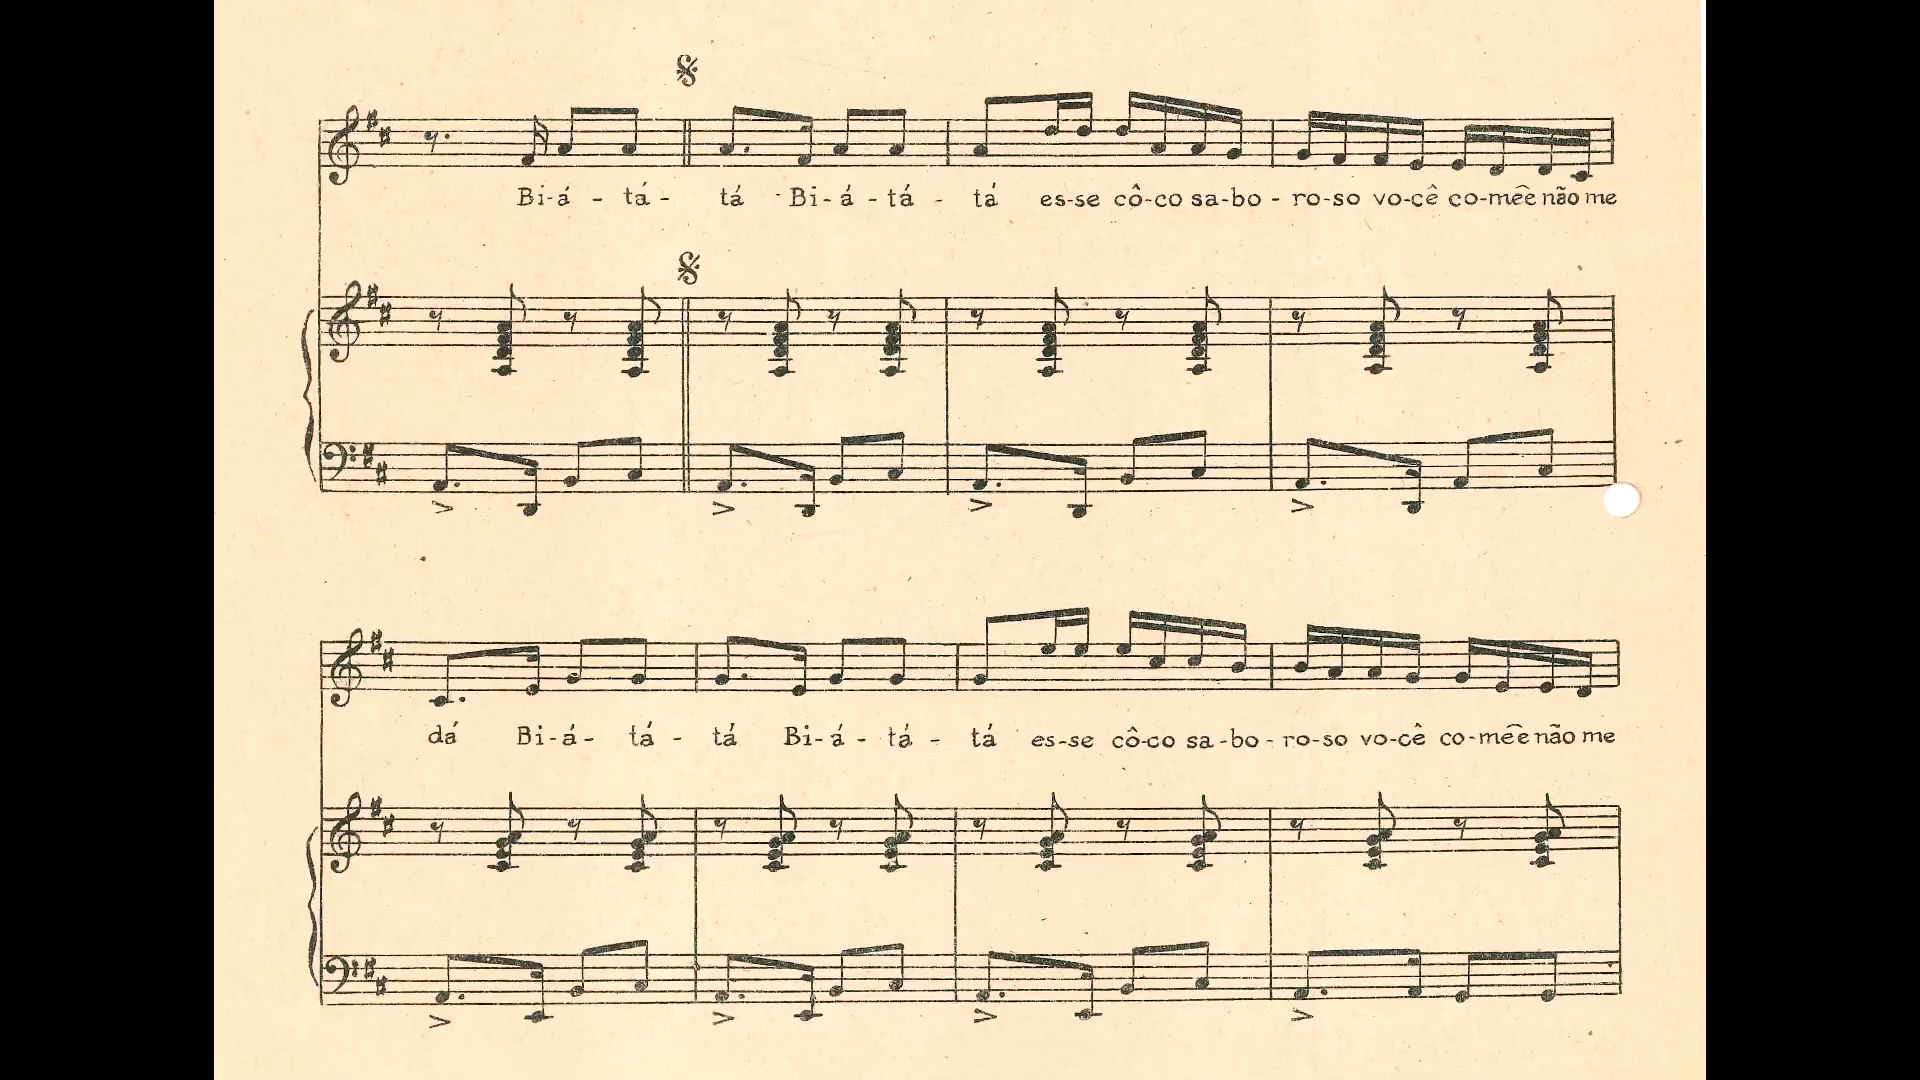 Bi-á - tá - tá Bi-á - tá - tá es-se cô-co sa-bo - ro-so vo-cê co-mêe não me
dá Bi-á - tá - tá Bi-á - tá - tá es-se cô-co sa-bo - ro-so vo-cê co-mêe não me